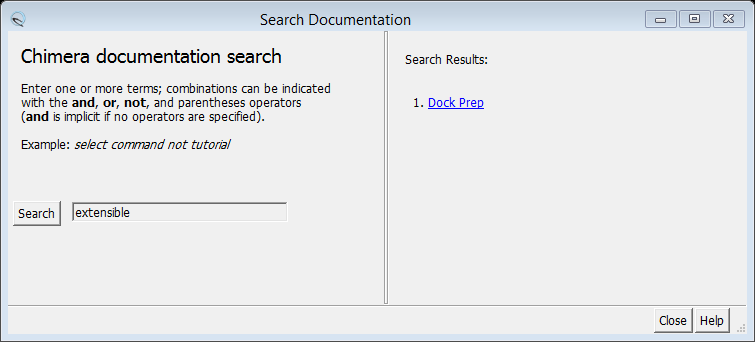 Search Documentation
Chimera documentation search
Enter one or more terms; combinations can be indicated
with the and, or, not, and parentheses operators
(and is implicit if no operators are specified).
Example: select command not tutorial
Search
extensible
Search Results:
1. Dock Prep
Close
Help